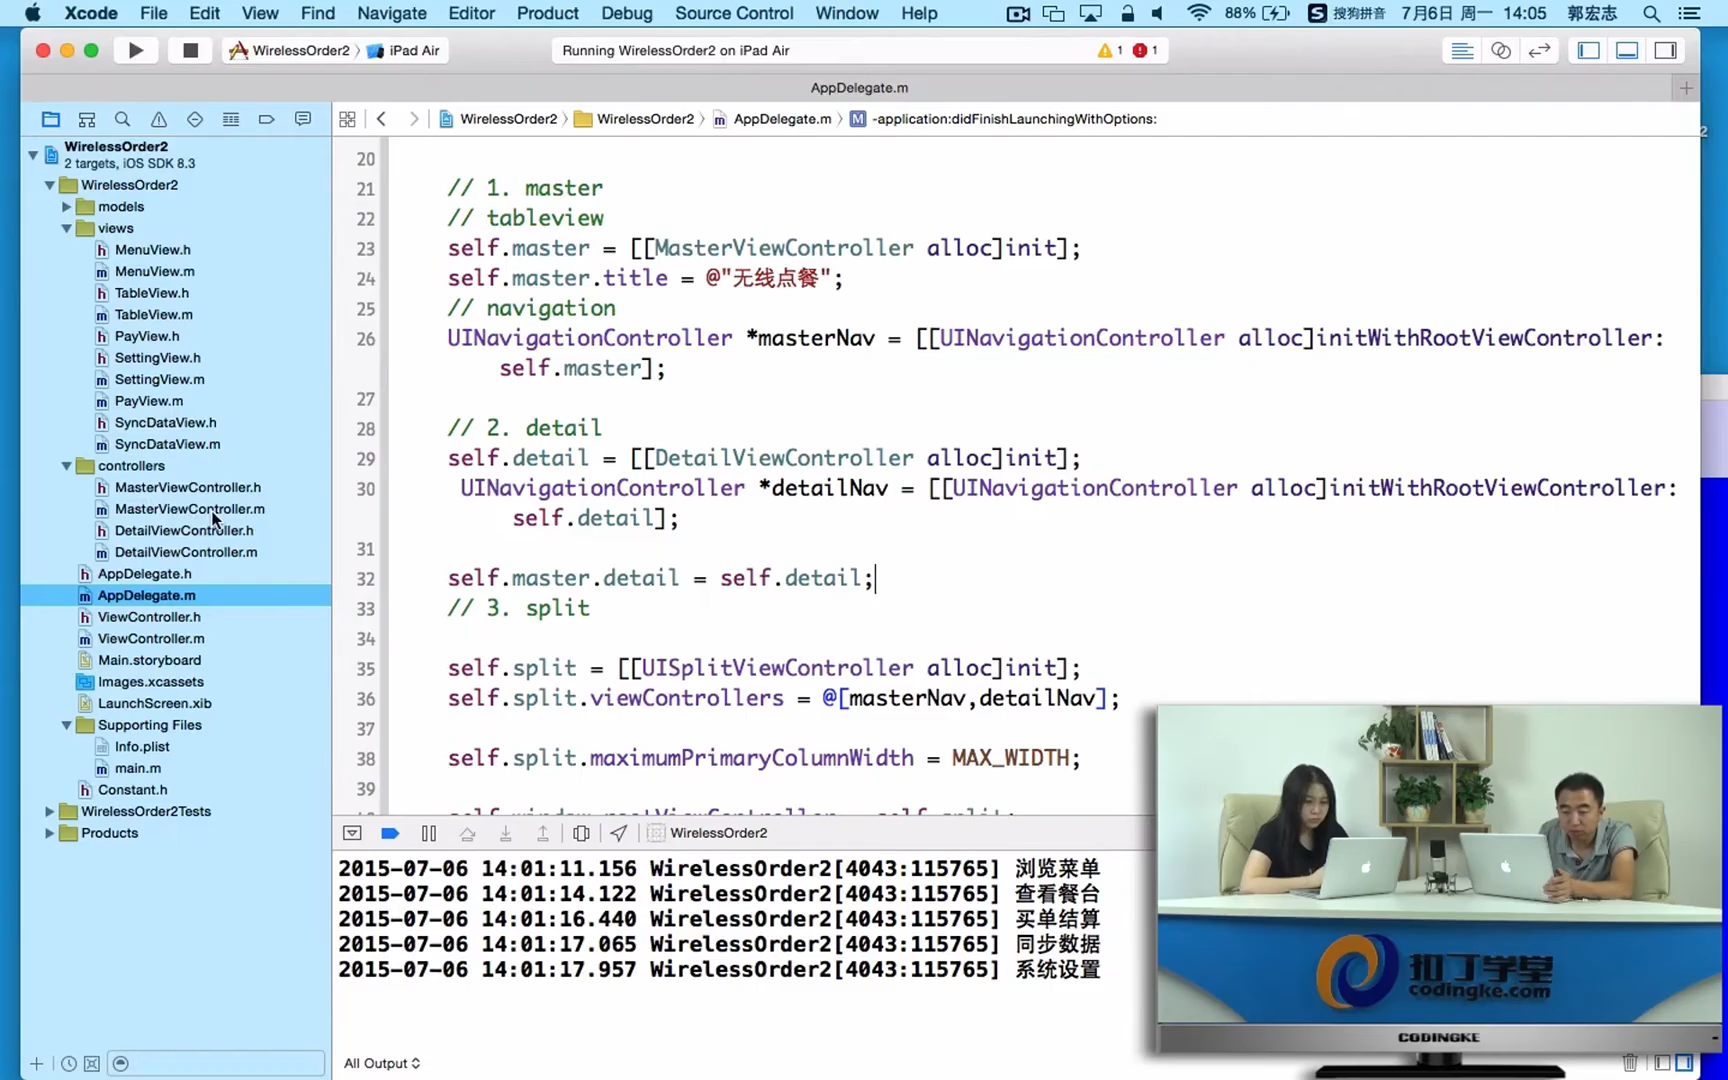 Xcode File Edit View Find Navigate Editor Product Debug Source Control Window Help 88% 搜狗拼音 7月6日 周一 14:05 郭宏志
WirelessOrder2 〉 iPad Air Running WirelessOrder2 on iPad Air 1 1
AppDelegate.m
WirelessOrder2 〉 WirelessOrder2 〉 AppDelegate.m 〉 M -application:didFinishLaunchingWithOptions:
WirelessOrder2
2 targets, iOS SDK 8.3
WirelessOrder2
models
views
MenuView.h
MenuView.m
TableView.h
TableView.m
PayView.h
SettingView.h
SettingView.m
PayView.m
SyncDataView.h
SyncDataView.m
controllers
MasterViewController.h
MasterViewController.m
DetailViewController.h
DetailViewController.m
AppDelegate.h
AppDelegate.m
ViewController.h
ViewController.m
Main.storyboard
Images.xcassets
LaunchScreen.xib
Supporting Files
Info.plist
main.m
Constant.h
WirelessOrder2Tests
Products
20
21 // 1. master
22 // tableview
23 self.master = [[MasterViewController alloc]init];
24 self.master.title = @"无线点餐";
25 // navigation
26 UINavigationController *masterNav = [[UINavigationController alloc]initWithRootViewController:
self.master];
27
28 // 2. detail
29 self.detail = [[DetailViewController alloc]init];
30 UINavigationController *detailNav = [[UINavigationController alloc]initWithRootViewController:
self.detail];
31
32 self.master.detail = self.detail;
33 // 3. split
34
35 self.split = [[UISplitViewController alloc]init];
36 self.split.viewControllers = @[masterNav,detailNav];
37
38 self.split.maximumPrimaryColumnWidth = MAX_WIDTH;
39
WirelessOrder2
2015-07-06 14:01:11.156 WirelessOrder2[4043:115765] 浏览菜单
2015-07-06 14:01:14.122 WirelessOrder2[4043:115765] 查看餐台
2015-07-06 14:01:16.440 WirelessOrder2[4043:115765] 买单结算
2015-07-06 14:01:17.065 WirelessOrder2[4043:115765] 同步数据
2015-07-06 14:01:17.957 WirelessOrder2[4043:115765] 系统设置
All Output
扣丁学堂
codingke.com
CODINGKE